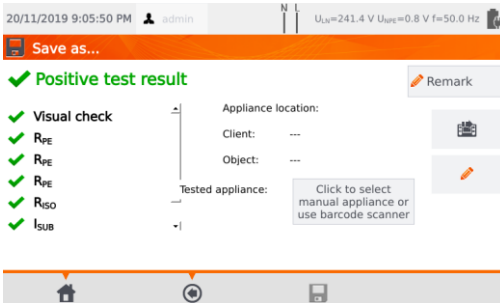 20/11/2019 9:05:50 PM admin N L ULN=241.4 V UNPE=0.8 V f=50.0 Hz
Save as...
Positive test result
Remark
Visual check
RPE
RPE
RPE
RISO
ISUB
Appliance location:
Client: ---
Object: ---
Tested appliance:
Click to select
manual appliance or
use barcode scanner